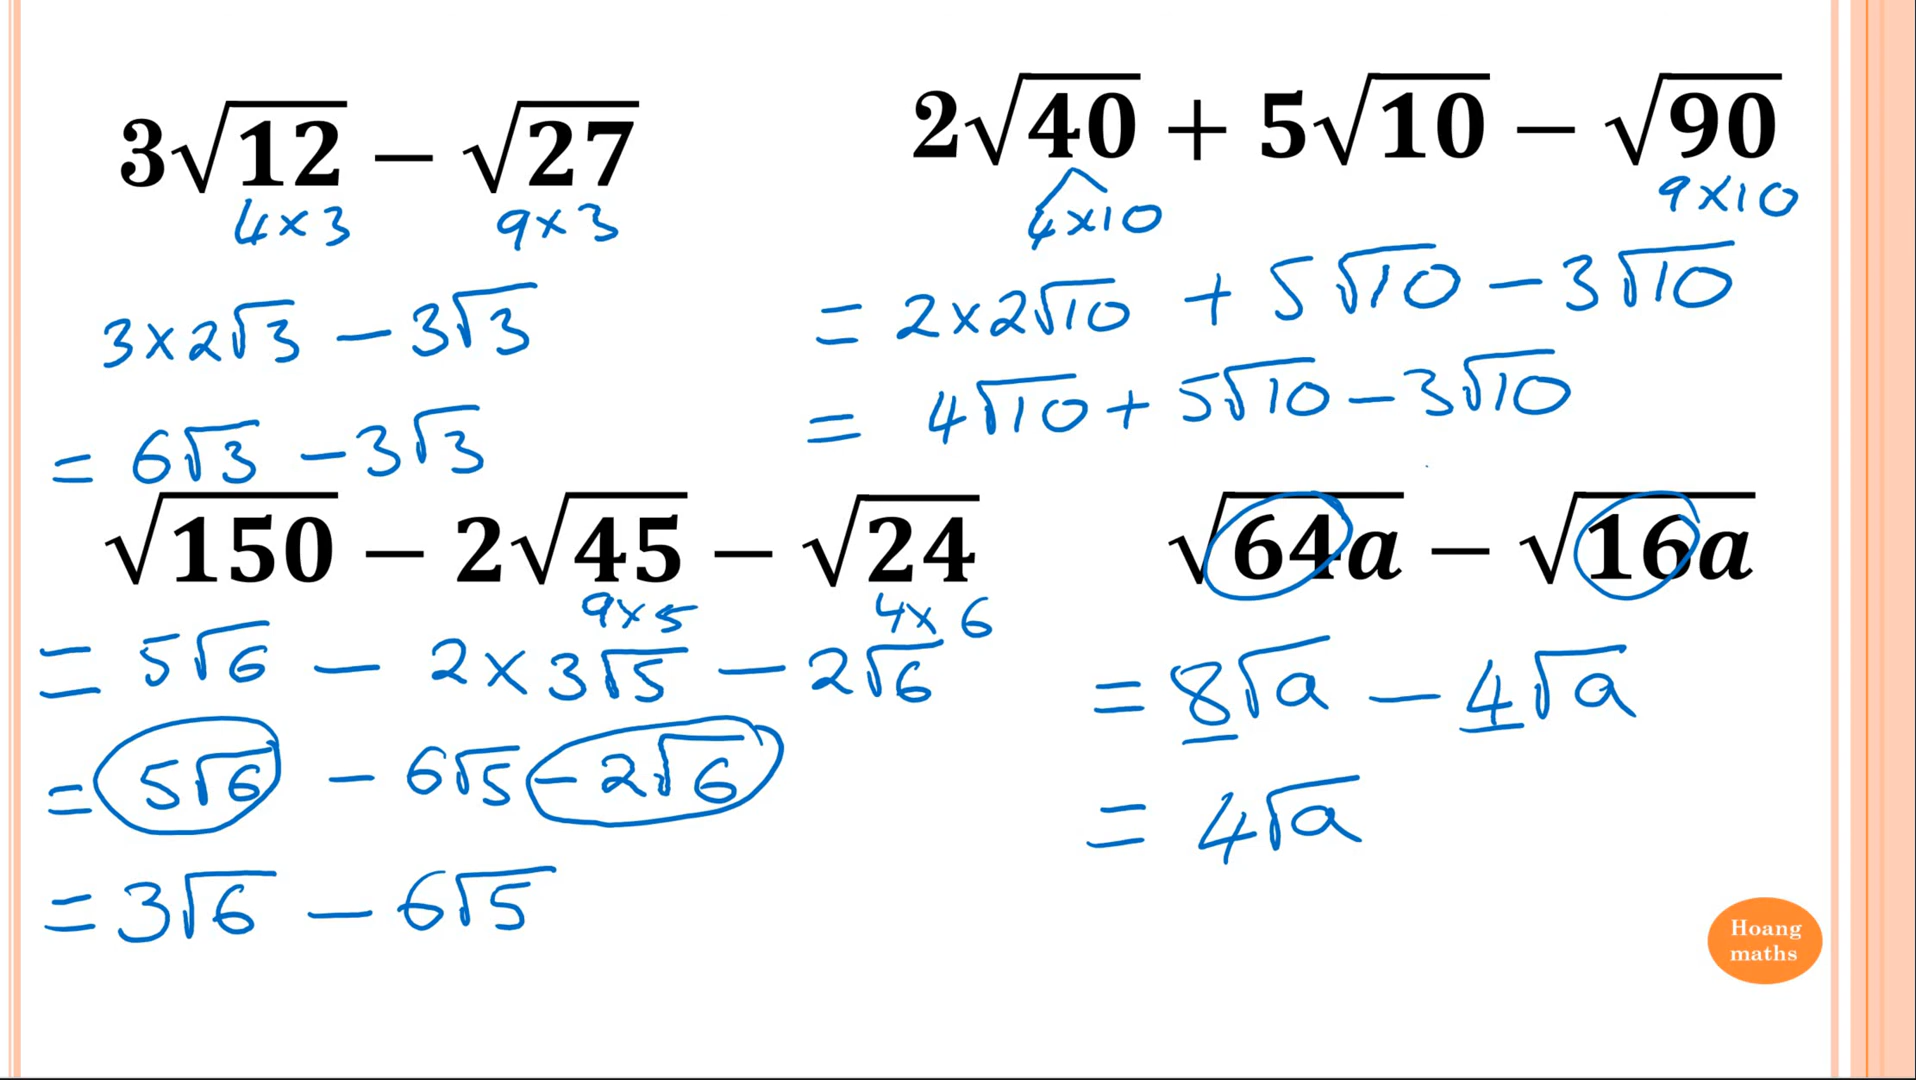 3√12 − √27
4×3 9×3
3×2√3 − 3√3
= 6√3 − 3√3
2√40 + 5√10 − √90
4×10 9×10
= 2×2√10 + 5√10 − 3√10
= 4√10 + 5√10 − 3√10
√150 − 2√45 − √24
9×5 4×6
= 5√6 − 2×3√5 − 2√6
= 5√6 − 6√5 − 2√6
= 3√6 − 6√5
√64a − √16a
= 8√a − 4√a
= 4√a
Hoang
maths